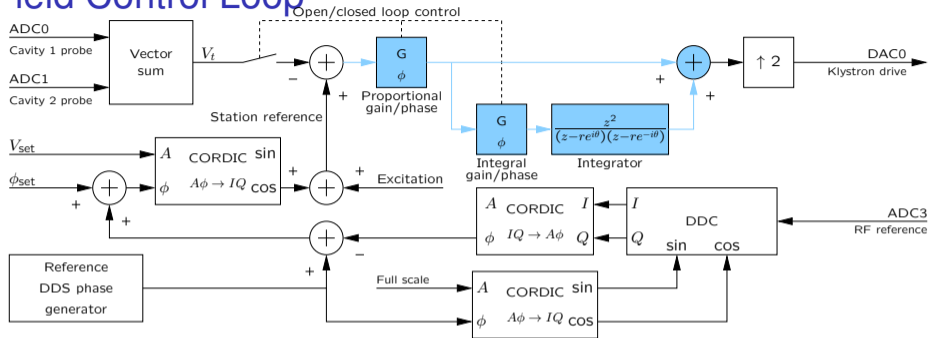 ield Control Loop
Open/closed loop control
ADC0
Cavity 1 probe
ADC1
Cavity 2 probe
Vector
sum
V_t
−
+
+
G
ϕ
Proportional
gain/phase
Station reference
G
ϕ
Integral
gain/phase
z^2
(z−re^{iθ})(z−re^{−iθ})
Integrator
+
+
+
↑ 2
DAC0
Klystron drive
V_set
ϕ_set
+
+
+
A
CORDIC
sin
ϕ
Aϕ → IQ
cos
+
+
+
Excitation
A
CORDIC
I
ϕ
IQ → Aϕ
Q
I
DDC
Q
sin
cos
ADC3
RF reference
+
−
+
Reference
DDS phase
generator
Full scale
A
CORDIC
sin
ϕ
Aϕ → IQ
cos